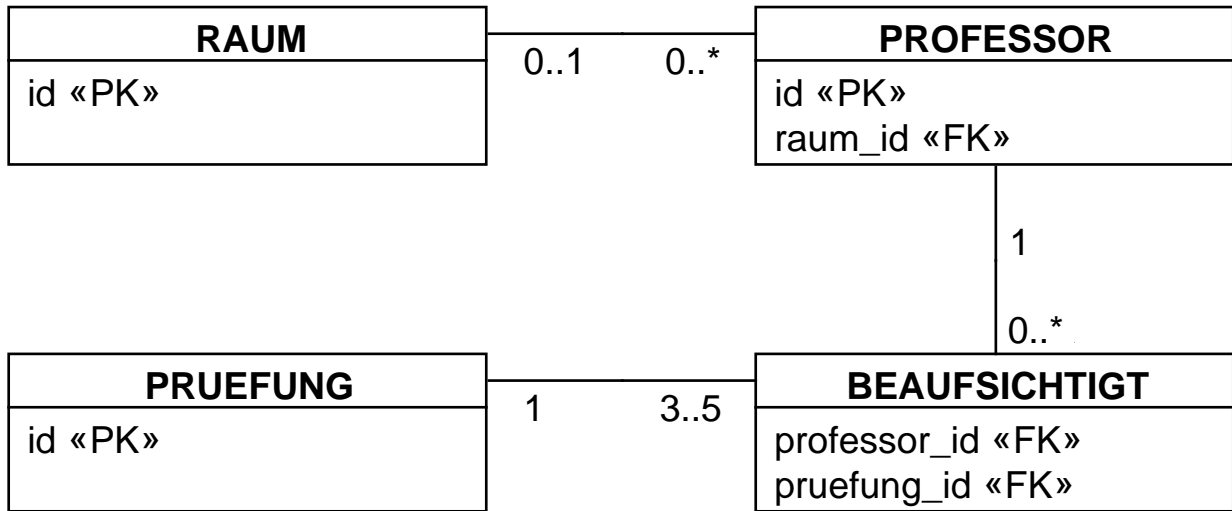 RAUM
id «PK»
0..1 0..*
PROFESSOR
id «PK»
raum_id «FK»
1
0..*
PRUEFUNG
id «PK»
1 3..5
BEAUFSICHTIGT
professor_id «FK»
pruefung_id «FK»